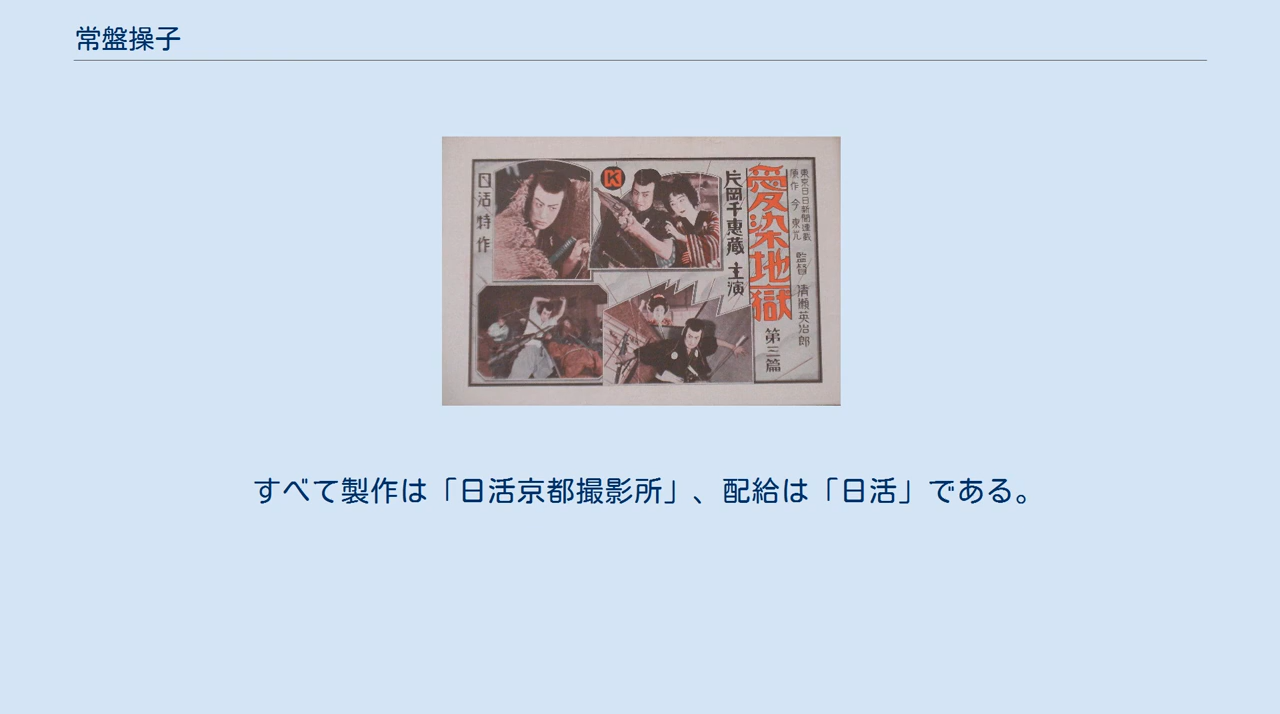 常盤操子
東京日日新聞連載
原作 今東光
監督 清瀬英治郎
愛染地獄
第三篇
片岡千恵蔵 主演
K
日活特作
すべて製作は「日活京都撮影所」、配給は「日活」である。